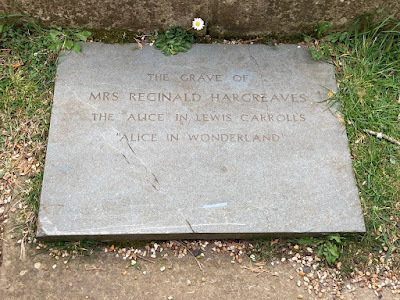 THE GRAVE OF
MRS REGINALD HARGREAVES
THE "ALICE" IN LEWIS CARROLL'S
"ALICE IN WONDERLAND"